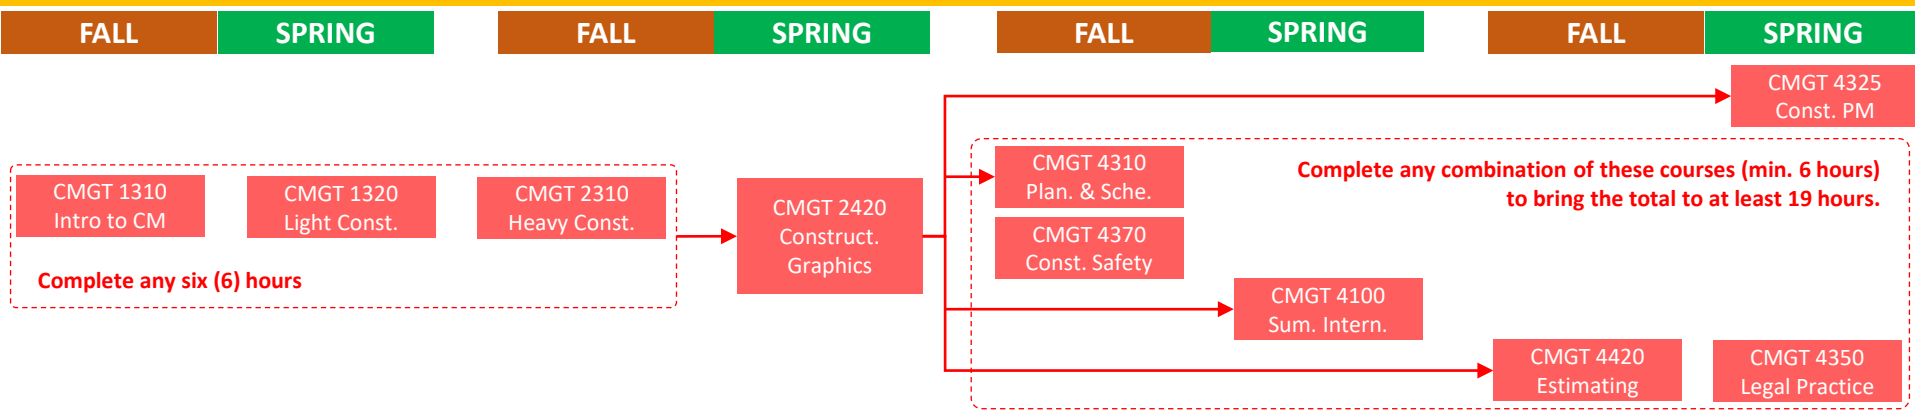 FALL
SPRING
FALL
SPRING
FALL
SPRING
FALL
SPRING
CMGT 4325
Const. PM
CMGT 1310
Intro to CM
CMGT 1320
Light Const.
CMGT 2310
Heavy Const.
Complete any six (6) hours
CMGT 2420
Construct.
Graphics
CMGT 4310
Plan. & Sche.
Complete any combination of these courses (min. 6 hours)
to bring the total to at least 19 hours.
CMGT 4370
Const. Safety
CMGT 4100
Sum. Intern.
CMGT 4420
Estimating
CMGT 4350
Legal Practice